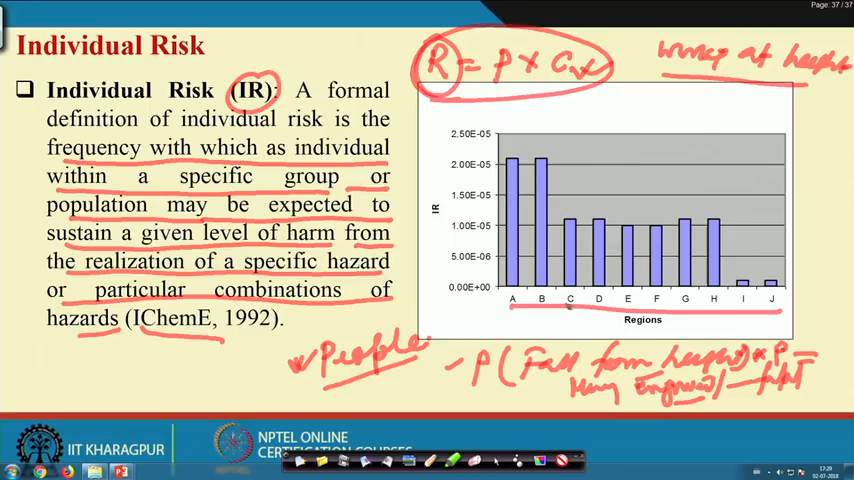 Page: 37 / 37
Individual Risk
R = P x
work at height
Individual Risk (IR): A formal
definition of individual risk is the
frequency with which as individual
within a specific group or
population may be expected to
sustain a given level of harm from
the realization of a specific hazard
or particular combinations of
hazards (IChemE, 1992).
2.50E-05
2.00E-05
1.50E-05
1.00E-05
5.00E-06
0.00E+00
IR
A B C D E F G H I J
Regions
People
P (Fall from height) x P
Being
IIT KHARAGPUR
NPTEL ONLINE
CERTIFICATION COURSES
17:29
02-07-2018